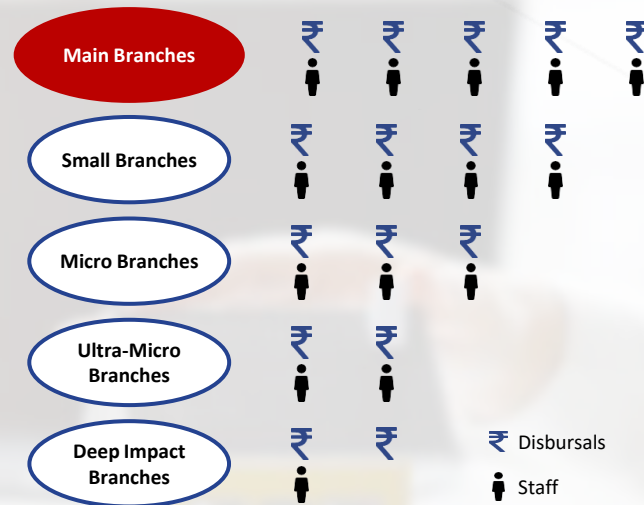 ₹ ₹ ₹ ₹ ₹
Main Branches
₹ ₹ ₹ ₹
Small Branches
₹ ₹ ₹
Micro Branches
₹ ₹
Ultra-Micro
Branches
₹ ₹
Deep Impact
Branches
₹ Disbursals
Staff